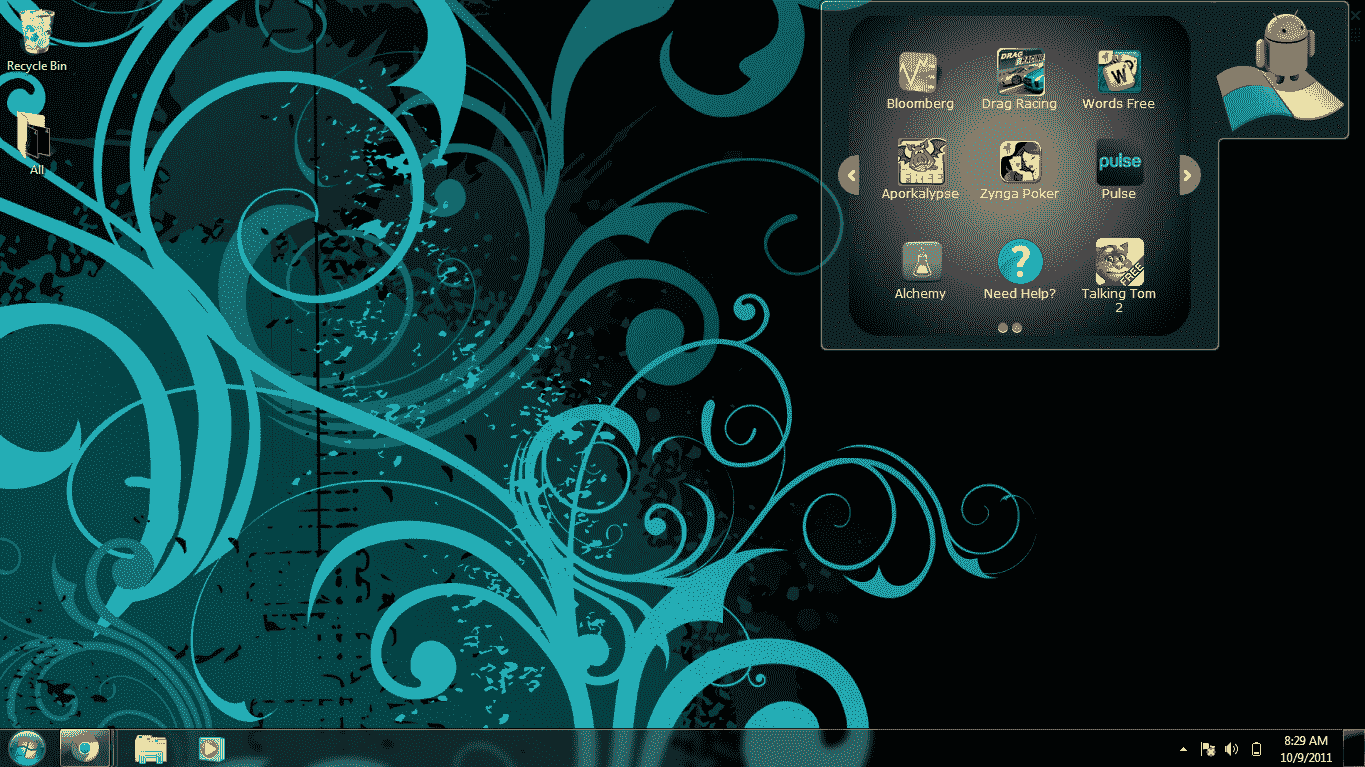 Recycle Bin
All
Bloomberg
DRAG
RACING
Drag Racing
W
Words Free
Aporkalypse
FREE
Zynga Poker
pulse
Pulse
Alchemy
?
Need Help?
FREE
Talking Tom
2
8:29 AM
10/9/2011